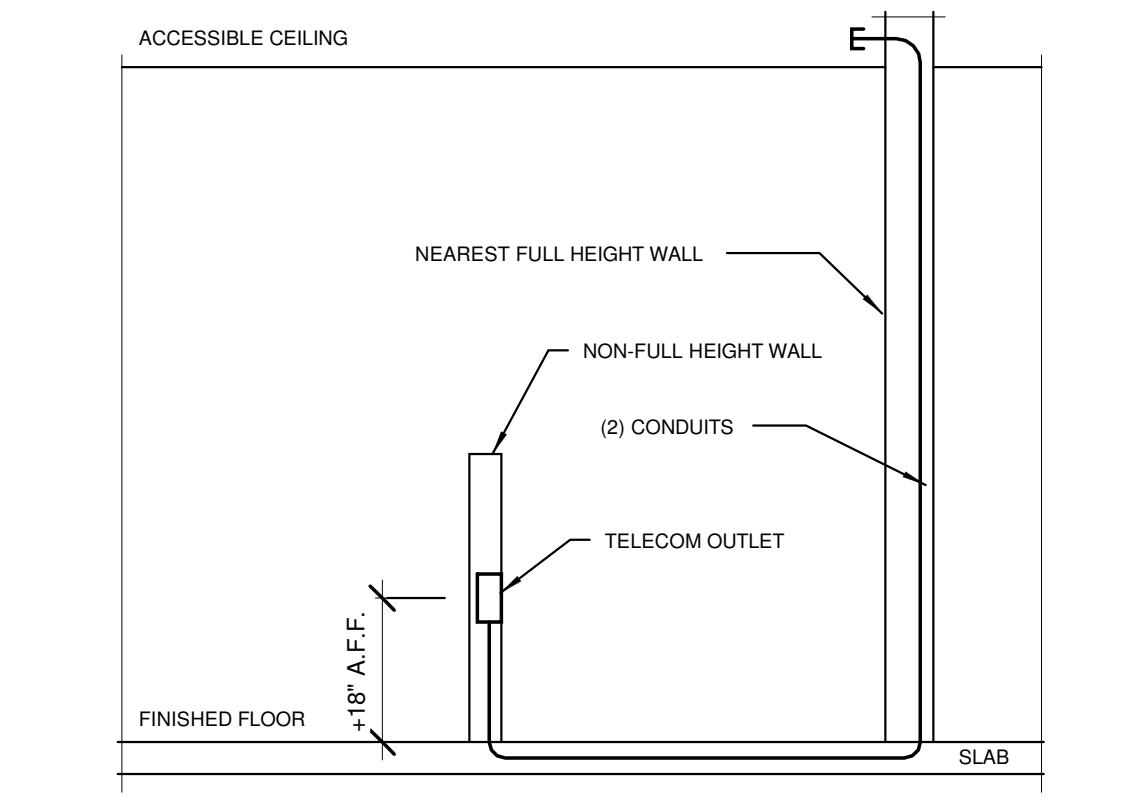 ACCESSIBLE CEILING
NEAREST FULL HEIGHT WALL
NON-FULL HEIGHT WALL
(2) CONDUITS
TELECOM OUTLET
+18" A.F.F.
FINISHED FLOOR
SLAB